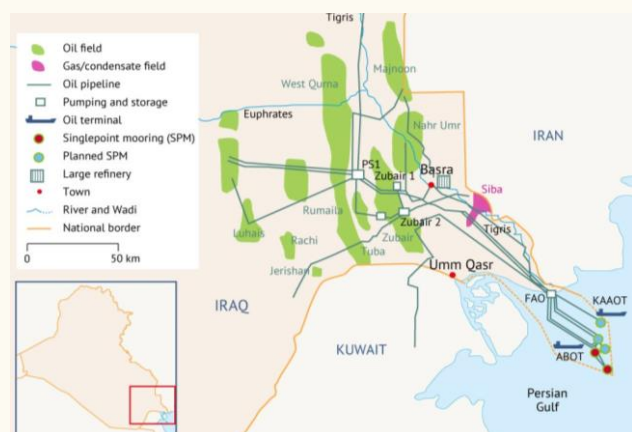 Oil field
Gas/condensate field
Oil pipeline
Pumping and storage
Oil terminal
Singlepoint mooring (SPM)
Planned SPM
Large refinery
Town
River and Wadi
National border
0 50 km
Tigris
Majnoon
West Qurna
Euphrates
Nahr Umr
IRAN
PS1
Zubair 1
Basra
Siba
Rumaila
Luhais
Zubair 2
Tigris
Rachi
Zubair
Tuba
Umm Qasr
Jerishan
IRAQ
FAO
KAAOT
KUWAIT
ABOT
Persian
Gulf